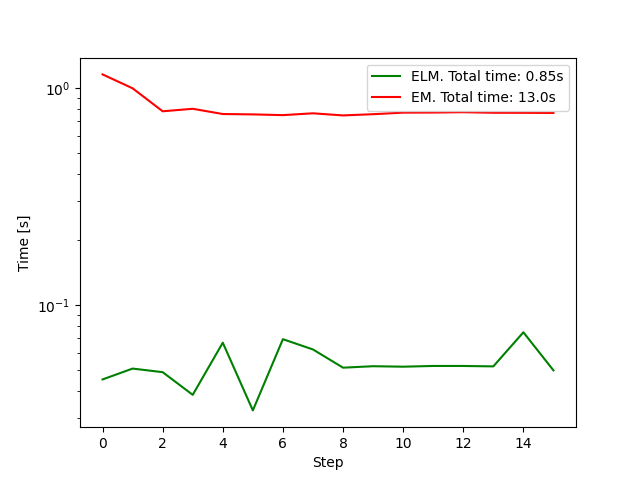 ELM. Total time: 0.85s
EM. Total time: 13.0s
10⁰
10⁻¹
Time [s]
0 2 4 6 8 10 12 14
Step